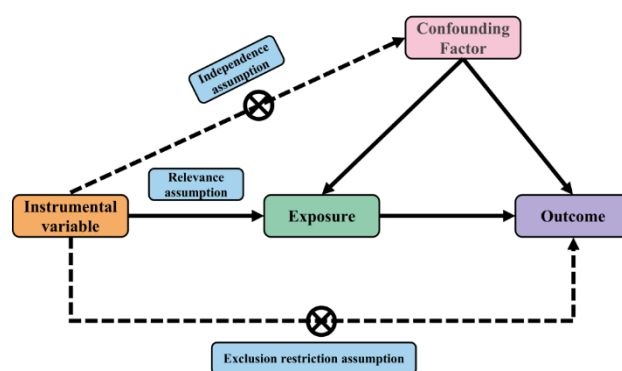 Confounding
Factor
Independence
assumption
Relevance
assumption
Instrumental
variable
Exposure
Outcome
Exclusion restriction assumption